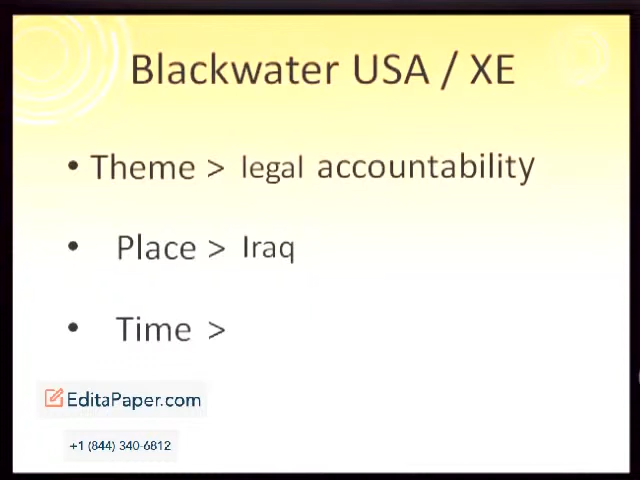 Blackwater USA / XE
• Theme > legal accountability
• Place > Iraq
• Time >
EditaPaper.com
+1 (844) 340-6812